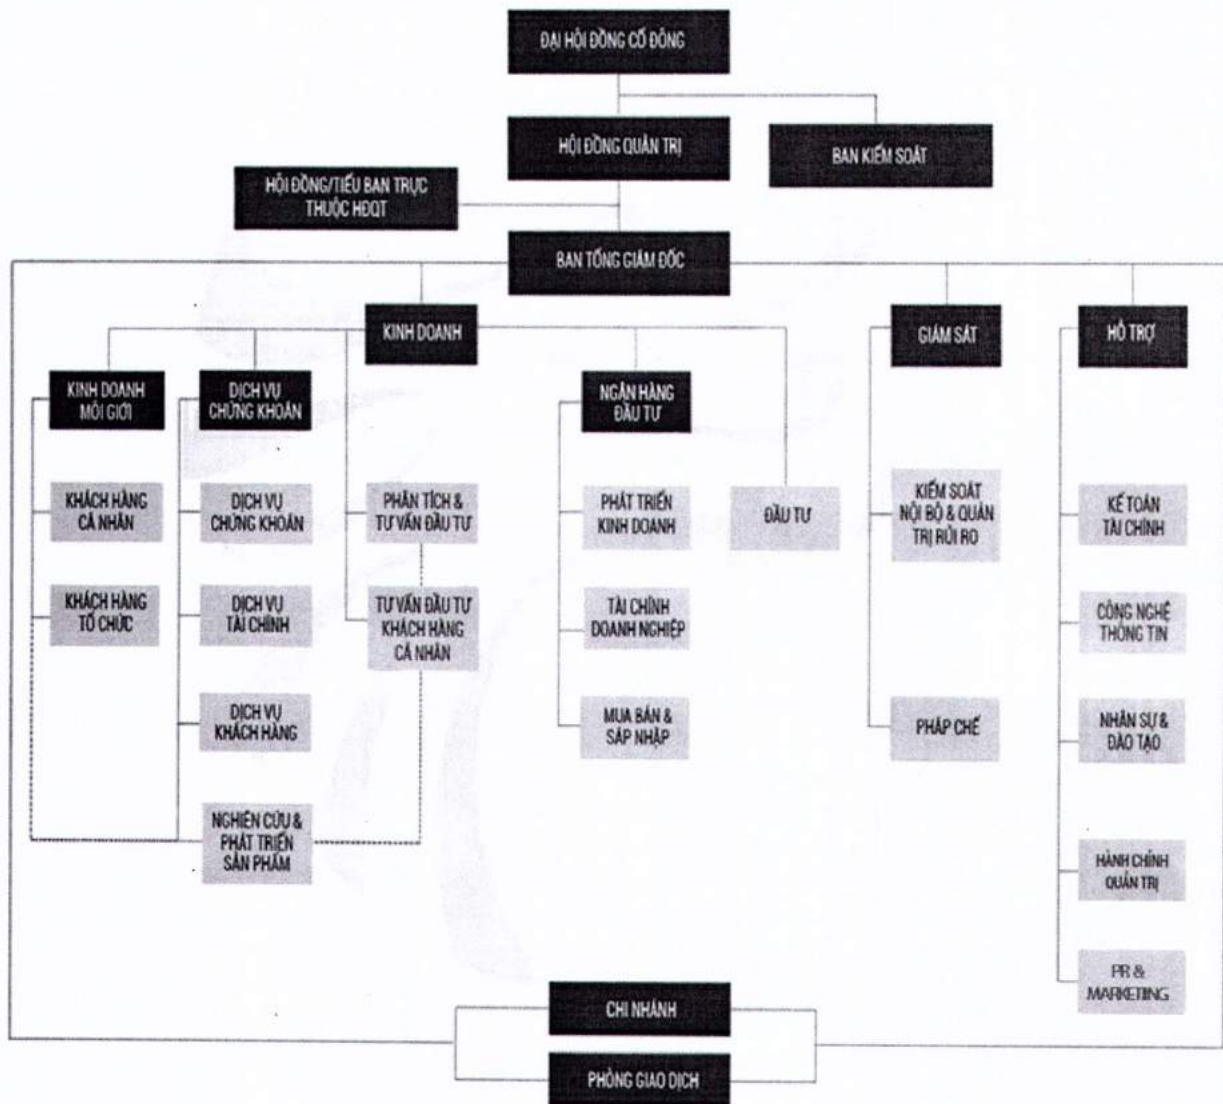 ĐẠI HỘI ĐỒNG CỔ ĐÔNG
HỘI ĐỒNG QUẢN TRỊ
BAN KIỂM SOÁT
HỘI ĐỒNG/TIỂU BAN TRỰC
THUỘC HĐQT
BAN TỔNG GIÁM ĐỐC
KINH DOANH
GIÁM SÁT
HỖ TRỢ
KINH DOANH
MÔI GIỚI
DỊCH VỤ
CHỨNG KHOÁN
NGÂN HÀNG
ĐẦU TƯ
KHÁCH HÀNG
CÁ NHÂN
DỊCH VỤ
CHỨNG KHOÁN
PHÂN TÍCH &
TƯ VẤN ĐẦU TƯ
PHÁT TRIỂN
KINH DOANH
ĐẦU TƯ
KIỂM SOÁT
NỘI BỘ & QUẢN
TRỊ RỦI RO
KẾ TOÁN
TÀI CHÍNH
KHÁCH HÀNG
TỔ CHỨC
DỊCH VỤ
TÀI CHÍNH
TƯ VẤN ĐẦU TƯ
KHÁCH HÀNG
CÁ NHÂN
TÀI CHÍNH
DOANH NGHIỆP
CÔNG NGHỆ
THÔNG TIN
DỊCH VỤ
KHÁCH HÀNG
MUA BÁN &
SÁP NHẬP
PHÁP CHẾ
NHÂN SỰ &
ĐÀO TẠO
NGHIÊN CỨU &
PHÁT TRIỂN
SẢN PHẨM
HÀNH CHÍNH
QUẢN TRỊ
PR &
MARKETIING
CHI NHÁNH
PHÒNG GIAO DỊCH